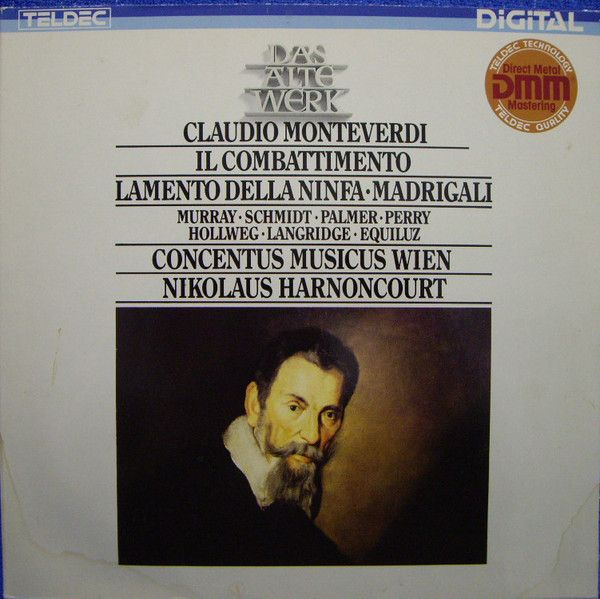 TELDEC
DIGITAL
DAS
ALTE
WERK
TELDEC TECHNOLOGY
Direct Metal
DMM
Mastering
TELDEC QUALITY
CLAUDIO MONTEVERDI
IL COMBATTIMENTO
LAMENTO DELLA NINFA·MADRIGALI
MURRAY·SCHMIDT·PALMER·PERRY
HOLLWEG·LANGRIDGE·EQUILUZ
CONCENTUS MUSICUS WIEN
NIKOLAUS HARNONCOURT